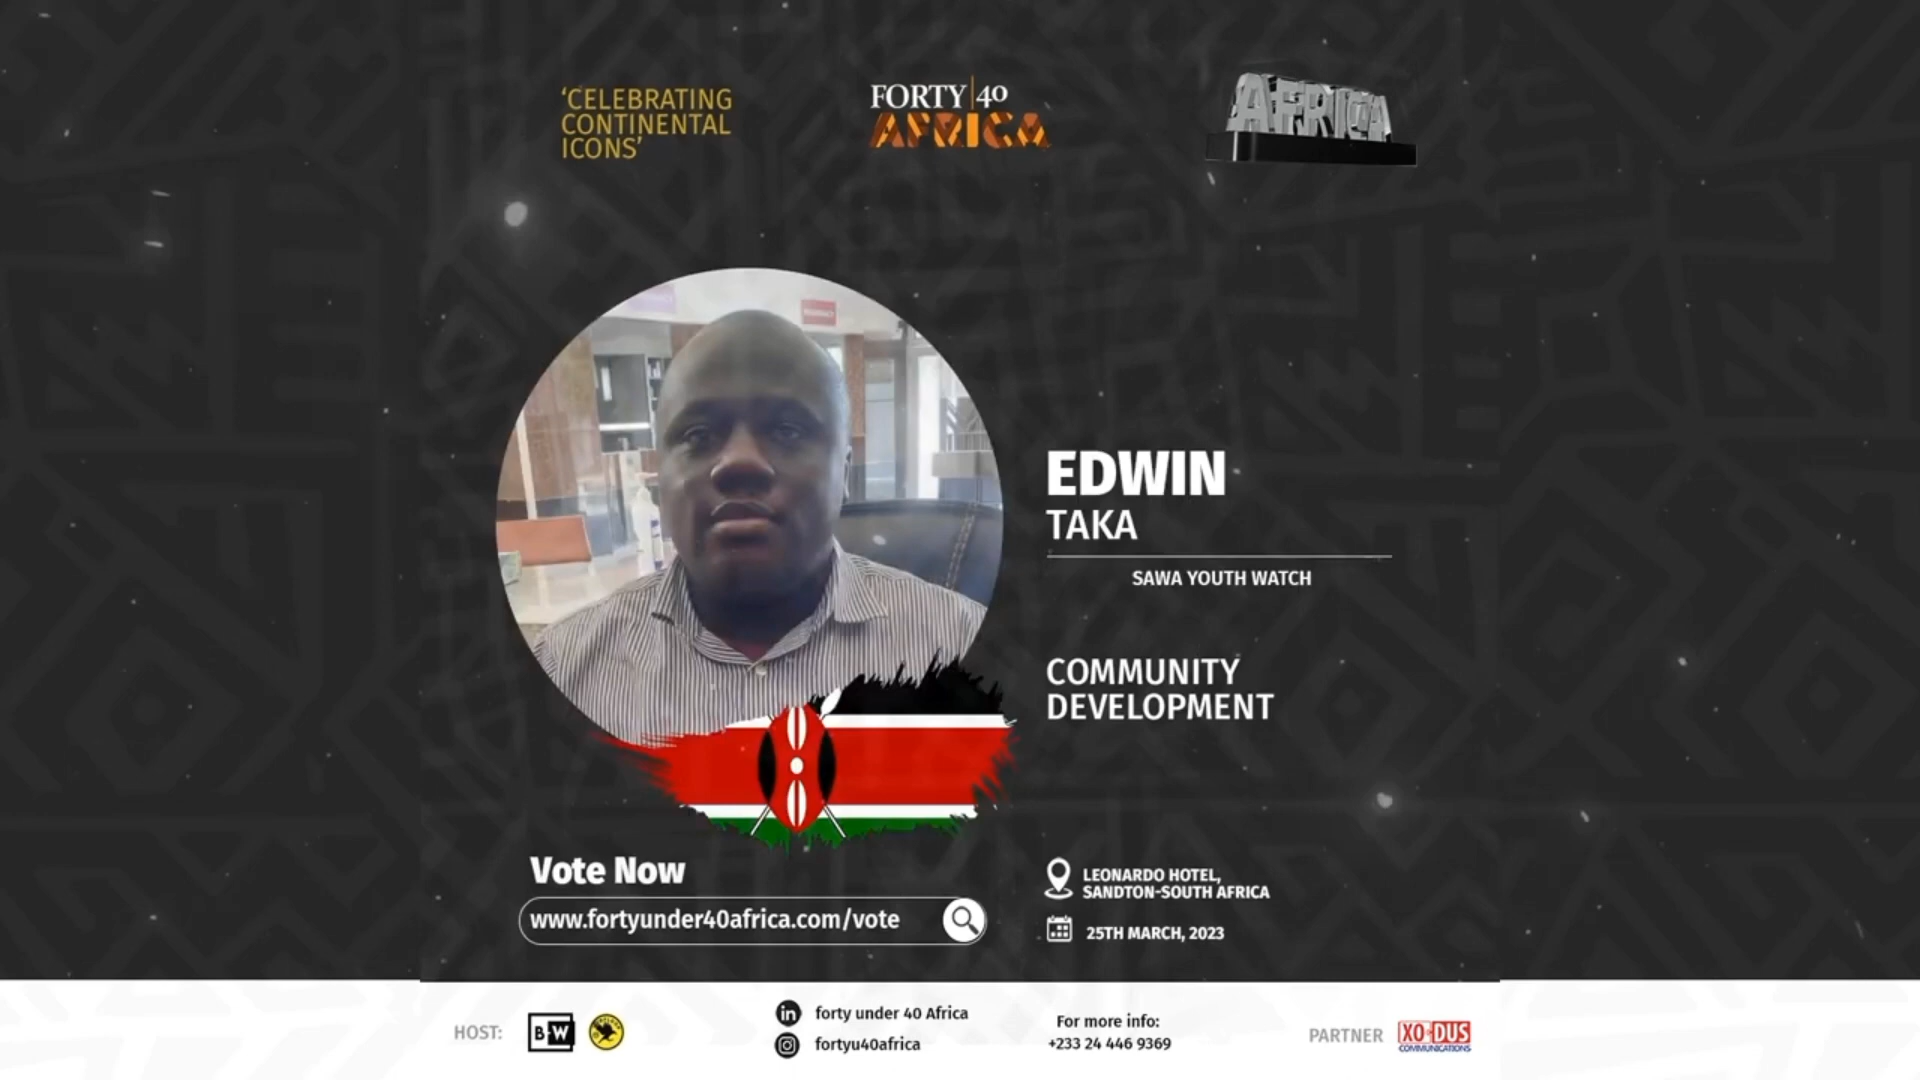 ‘CELEBRATING
CONTINENTAL
ICONS’
FORTY|40
AFRICA
AFRICA
EDWIN
TAKA
SAWA YOUTH WATCH
COMMUNITY
DEVELOPMENT
Vote Now
www.fortyunder40africa.com/vote
LEONARDO HOTEL,
SANDTON-SOUTH AFRICA
25TH MARCH, 2023
HOST:
B-W
in
forty under 40 Africa
fortyu40africa
For more info:
+233 24 446 9369
PARTNER
XODUS
COMMUNICATIONS